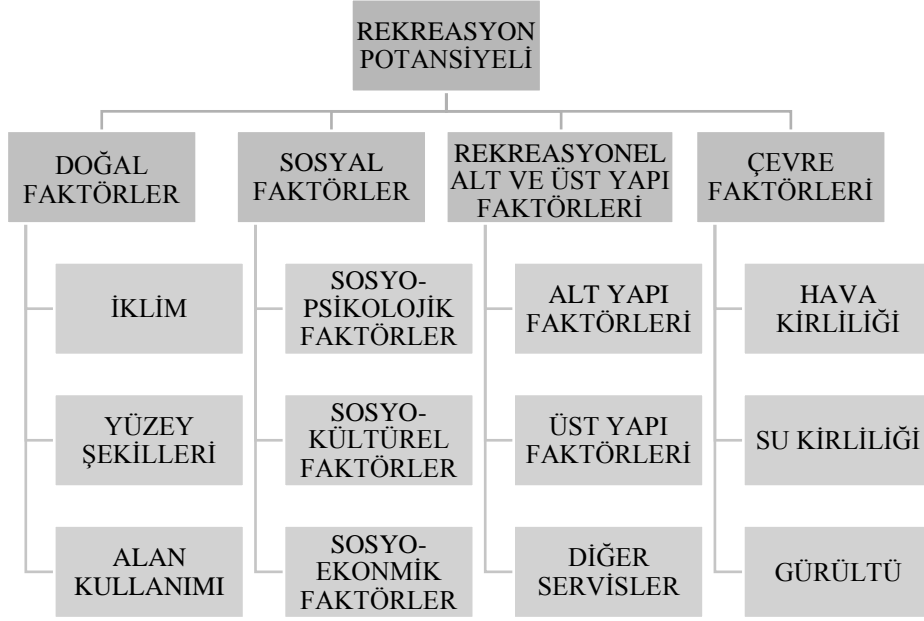 REKREASYON
POTANSİYELİ
DOĞAL
FAKTÖRLER
SOSYAL
FAKTÖRLER
REKREASYONEL
ALT VE ÜST YAPI
FAKTÖRLERİ
ÇEVRE
FAKTÖRLERİ
İKLİM
YÜZEY
ŞEKİLLERİ
ALAN
KULLANIMI
SOSYO-
PSİKOLOJİK
FAKTÖRLER
SOSYO-
KÜLTÜREL
FAKTÖRLER
SOSYO-
EKONMİK
FAKTÖRLER
ALT YAPI
FAKTÖRLERİ
ÜST YAPI
FAKTÖRLERİ
DİĞER
SERVİSLER
HAVA
KİRLİLİĞİ
SU KİRLİLİĞİ
GÜRÜLTÜ